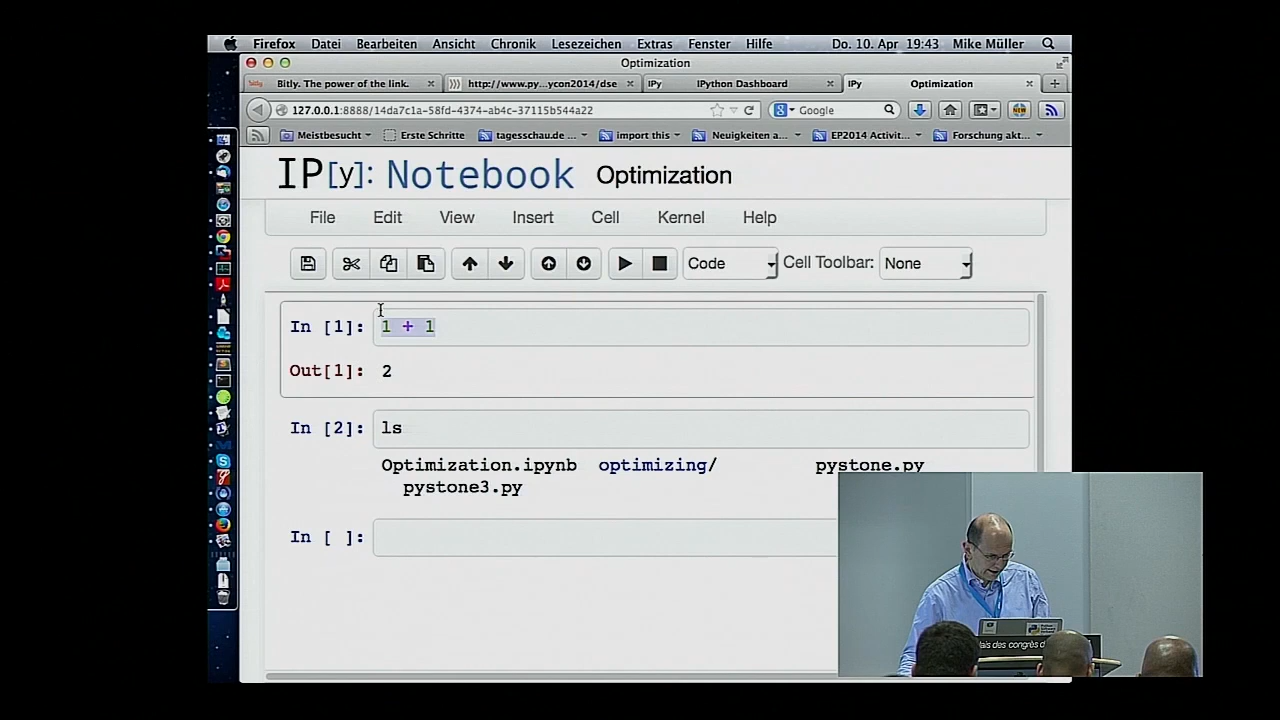 Firefox Datei Bearbeiten Ansicht Chronik Lesezeichen Extras Fenster Hilfe Do. 10. Apr 19:43 Mike Müller
Optimization
bitly Bitly. The power of the link. http://www.py...ycon2014/dse IPy IPython Dashboard IPy Optimization
127.0.0.1:8888/14da7c1a-58fd-4374-ab4c-37115b544a22 Google
Meistbesucht Erste Schritte tagesschau.de ... import this Neuigkeiten a... EP2014 Activit... Forschung akt...
IP[y]: Notebook Optimization
File Edit View Insert Cell Kernel Help
Code Cell Toolbar: None
In [1]: 1 + 1
Out[1]: 2
In [2]: ls
Optimization.ipynb optimizing/ pystone.py
pystone3.py
In [ ]:
lais des congrès d